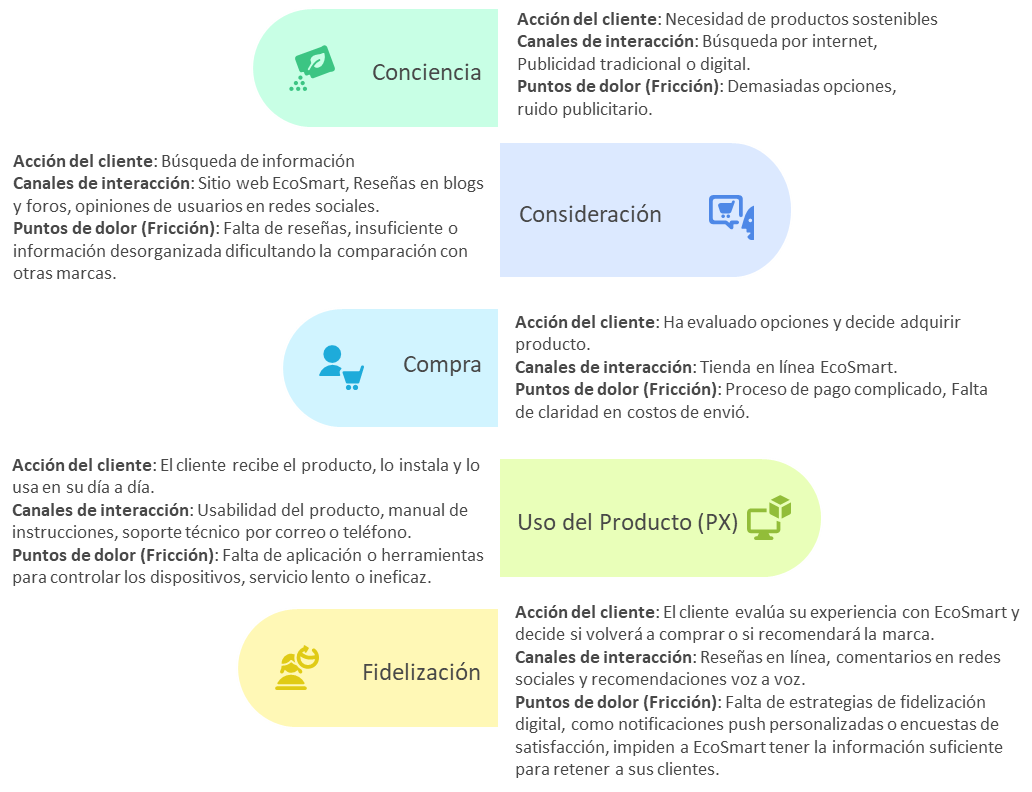 Conciencia
Acción del cliente: Necesidad de productos sostenibles
Canales de interacción: Búsqueda por internet,
Publicidad tradicional o digital.
Puntos de dolor (Fricción): Demasiadas opciones,
ruido publicitario.
Acción del cliente: Búsqueda de información
Canales de interacción: Sitio web EcoSmart, Reseñas en blogs
y foros, opiniones de usuarios en redes sociales.
Puntos de dolor (Fricción): Falta de reseñas, insuficiente o
información desorganizada dificultando la comparación con
otras marcas.
Consideración
Compra
Acción del cliente: Ha evaluado opciones y decide adquirir
producto.
Canales de interacción: Tienda en línea EcoSmart.
Puntos de dolor (Fricción): Proceso de pago complicado, Falta
de claridad en costos de envió.
Acción del cliente: El cliente recibe el producto, lo instala y lo
usa en su día a día.
Canales de interacción: Usabilidad del producto, manual de
instrucciones, soporte técnico por correo o teléfono.
Puntos de dolor (Fricción): Falta de aplicación o herramientas
para controlar los dispositivos, servicio lento o ineficaz.
Uso del Producto (PX)
Fidelización
Acción del cliente: El cliente evalúa su experiencia con EcoSmart y
decide si volverá a comprar o si recomendará la marca.
Canales de interacción: Reseñas en línea, comentarios en redes
sociales y recomendaciones voz a voz.
Puntos de dolor (Fricción): Falta de estrategias de fidelización
digital, como notificaciones push personalizadas o encuestas de
satisfacción, impiden a EcoSmart tener la información suficiente
para retener a sus clientes.